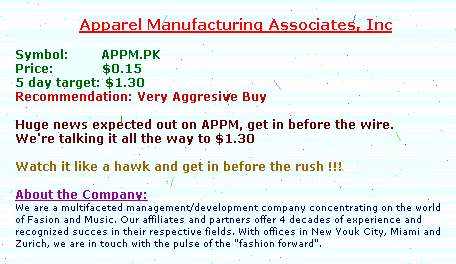 Apparel Manufacturing Associates, Inc
Symbol: APPM.PK
Price: $0.15
5 day target: $1.30
Recommendation: Very Aggresive Buy
Huge news expected out on APPM, get in before the wire.
We're talking it all the way to $1.30
Watch it like a hawk and get in before the rush !!!
About the Company:
We are a multifaceted management/development company concentrating on the world
of Fasion and Music. Our affiliates and partners offer 4 decades of experience and
recognized succes in their respective fields. With offices in New Youk City, Miami and
Zurich, we are in touch with the pulse of the "fashion forward".